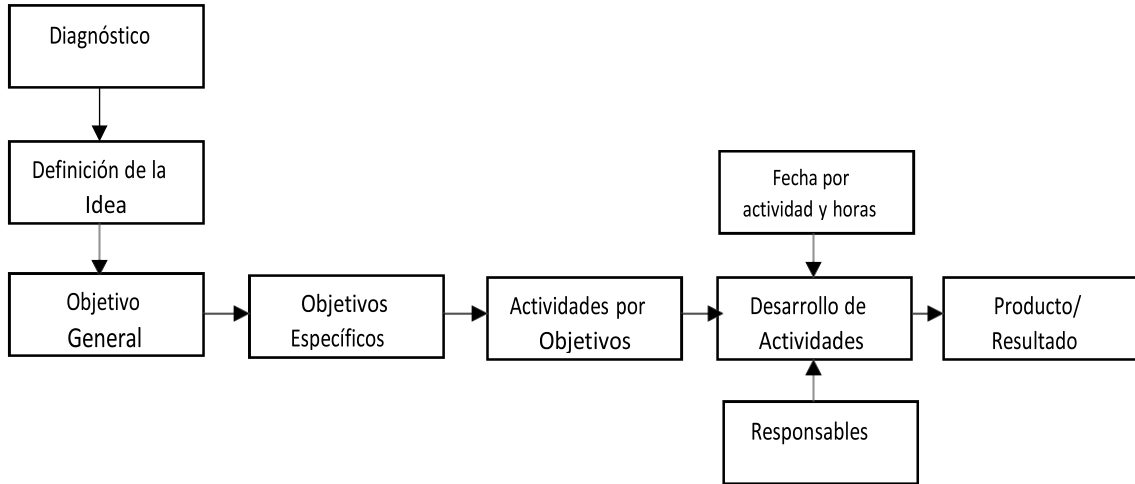 Diagnóstico
Definición de la
Idea
Fecha por
actividad y horas
Objetivo
General
Objetivos
Específicos
Actividades por
Objetivos
Desarrollo de
Actividades
Producto/
Resultado
Responsables